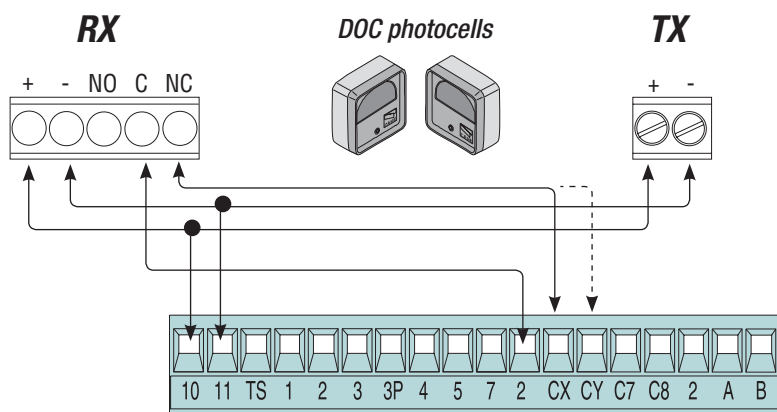 RX DOC photocells TX
+ - NO C NC + -
10 11 TS 1 2 3 3P 4 5 7 2 CX CY C7 C8 2 A B